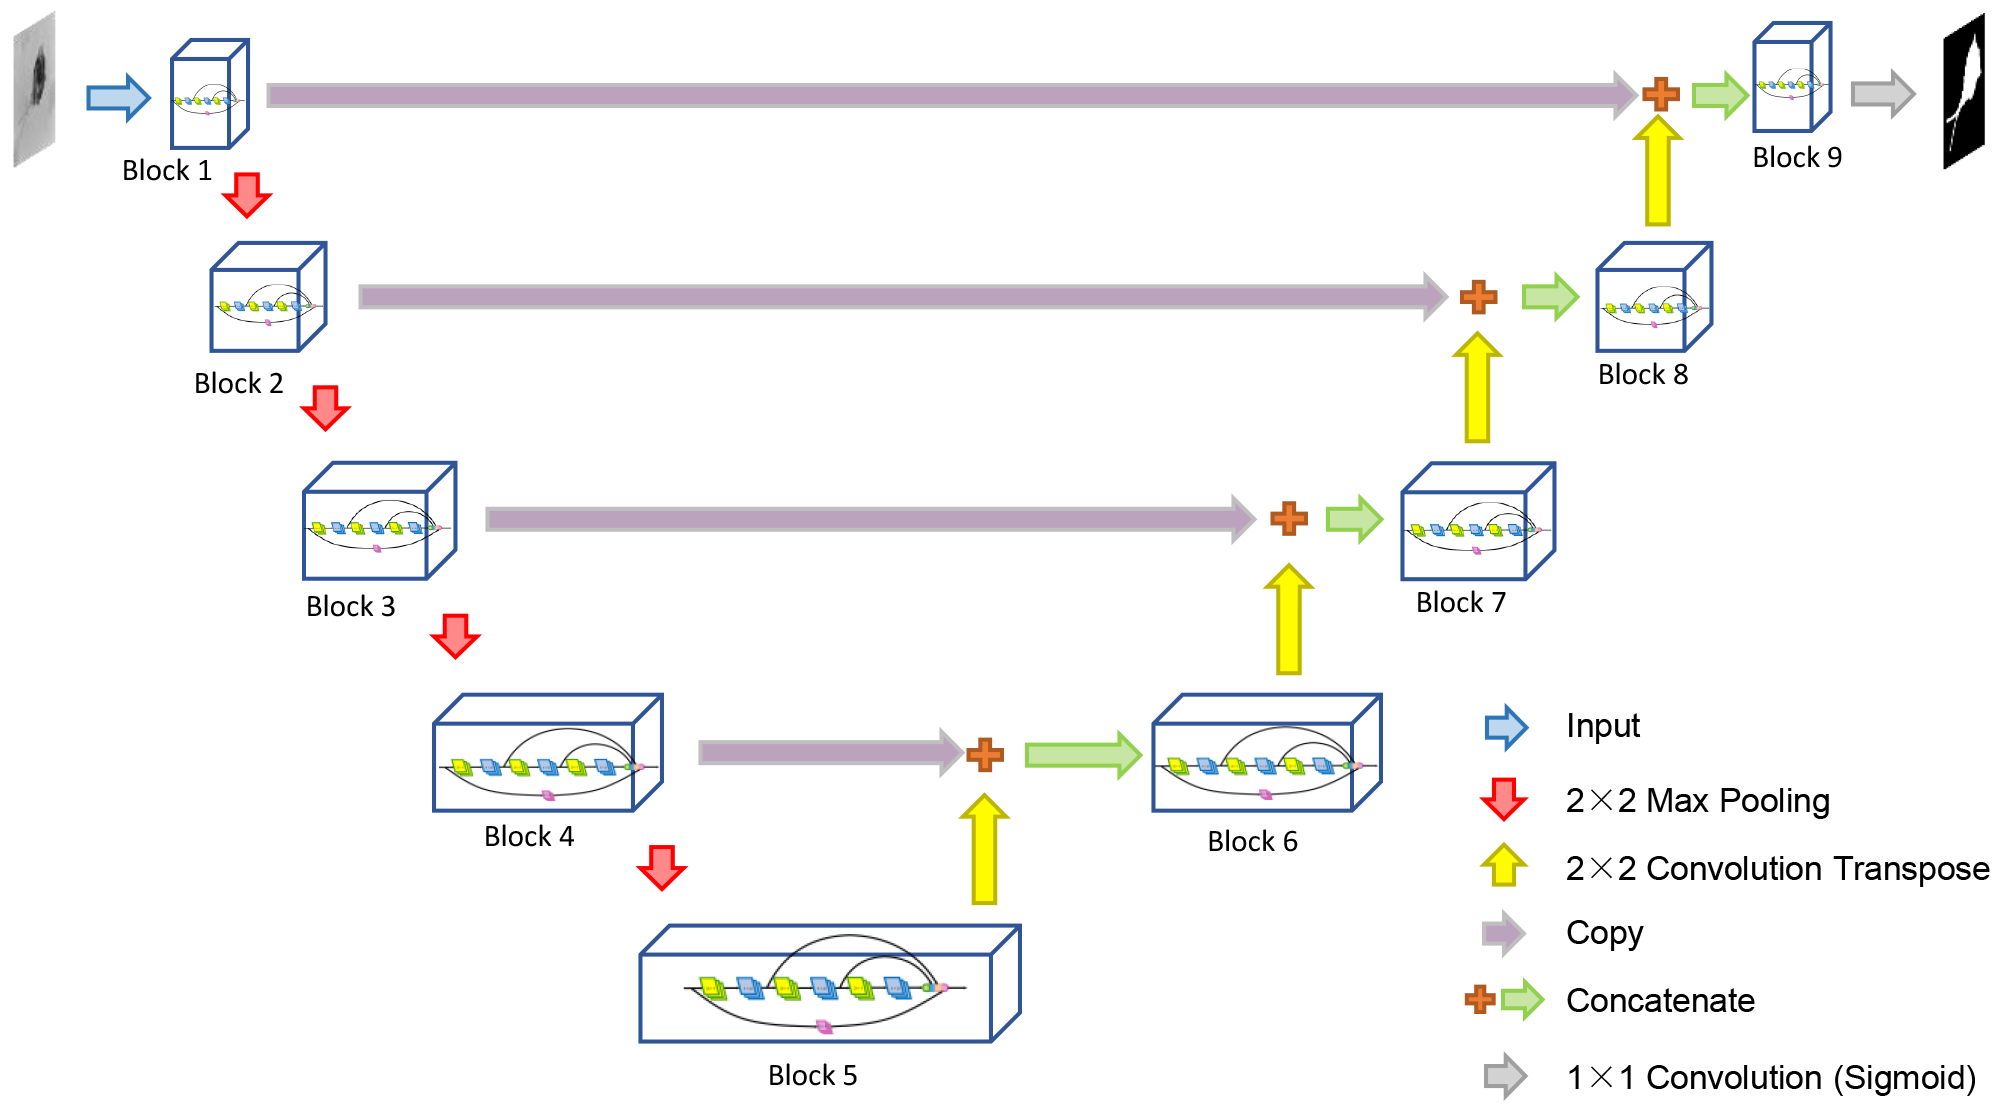 Block 1
Block 9
Block 2
Block 8
Block 3
Block 7
Block 4
Block 6
Block 5
Input
2×2 Max Pooling
2×2 Convolution Transpose
Copy
Concatenate
1×1 Convolution (Sigmoid)